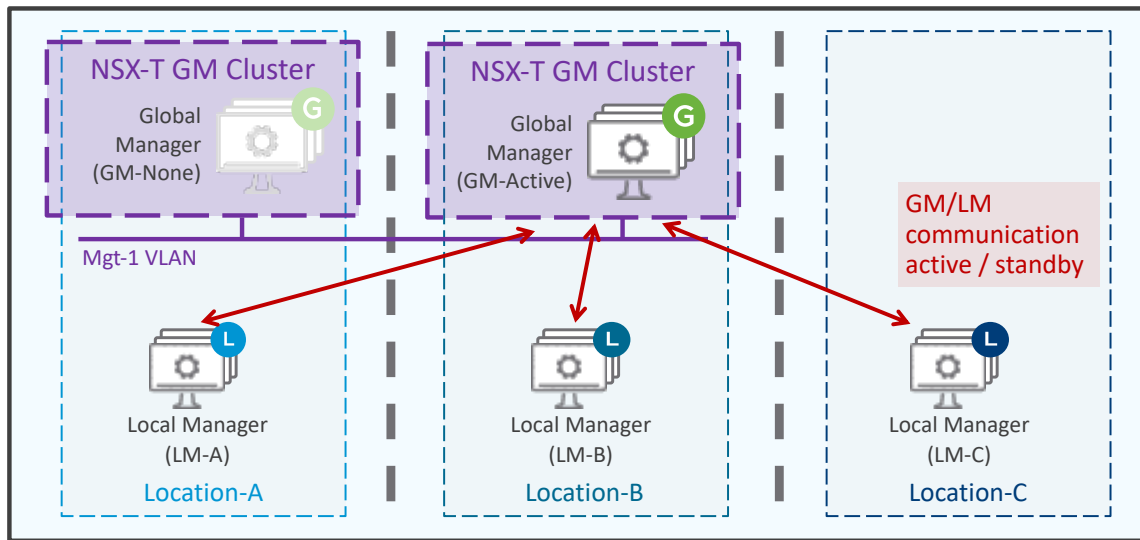 NSX-T GM Cluster
Global
Manager
(GM-None)
G
NSX-T GM Cluster
Global
Manager
(GM-Active)
G
GM/LM
communication
active / standby
Mgt-1 VLAN
L
Local Manager
(LM-A)
Location-A
L
Local Manager
(LM-B)
Location-B
L
Local Manager
(LM-C)
Location-C